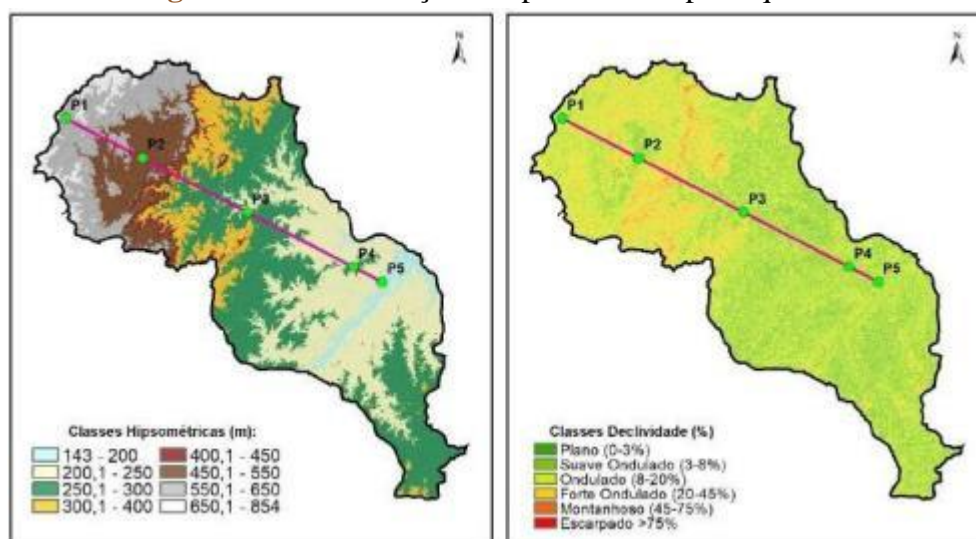 N
P1
P2
P3
P4
P5
Classes Hipsométricas (m):
143 - 200
200,1 - 250
250,1 - 300
300,1 - 400
400,1 - 450
450,1 - 550
550,1 - 650
650,1 - 854
N
P1
P2
P3
P4
P5
Classes Declividade (%)
Plano (0-3%)
Suave Ondulado (3-8%)
Ondulado (8-20%)
Forte Ondulado (20-45%)
Montanhoso (45-75%)
Escarpado >75%